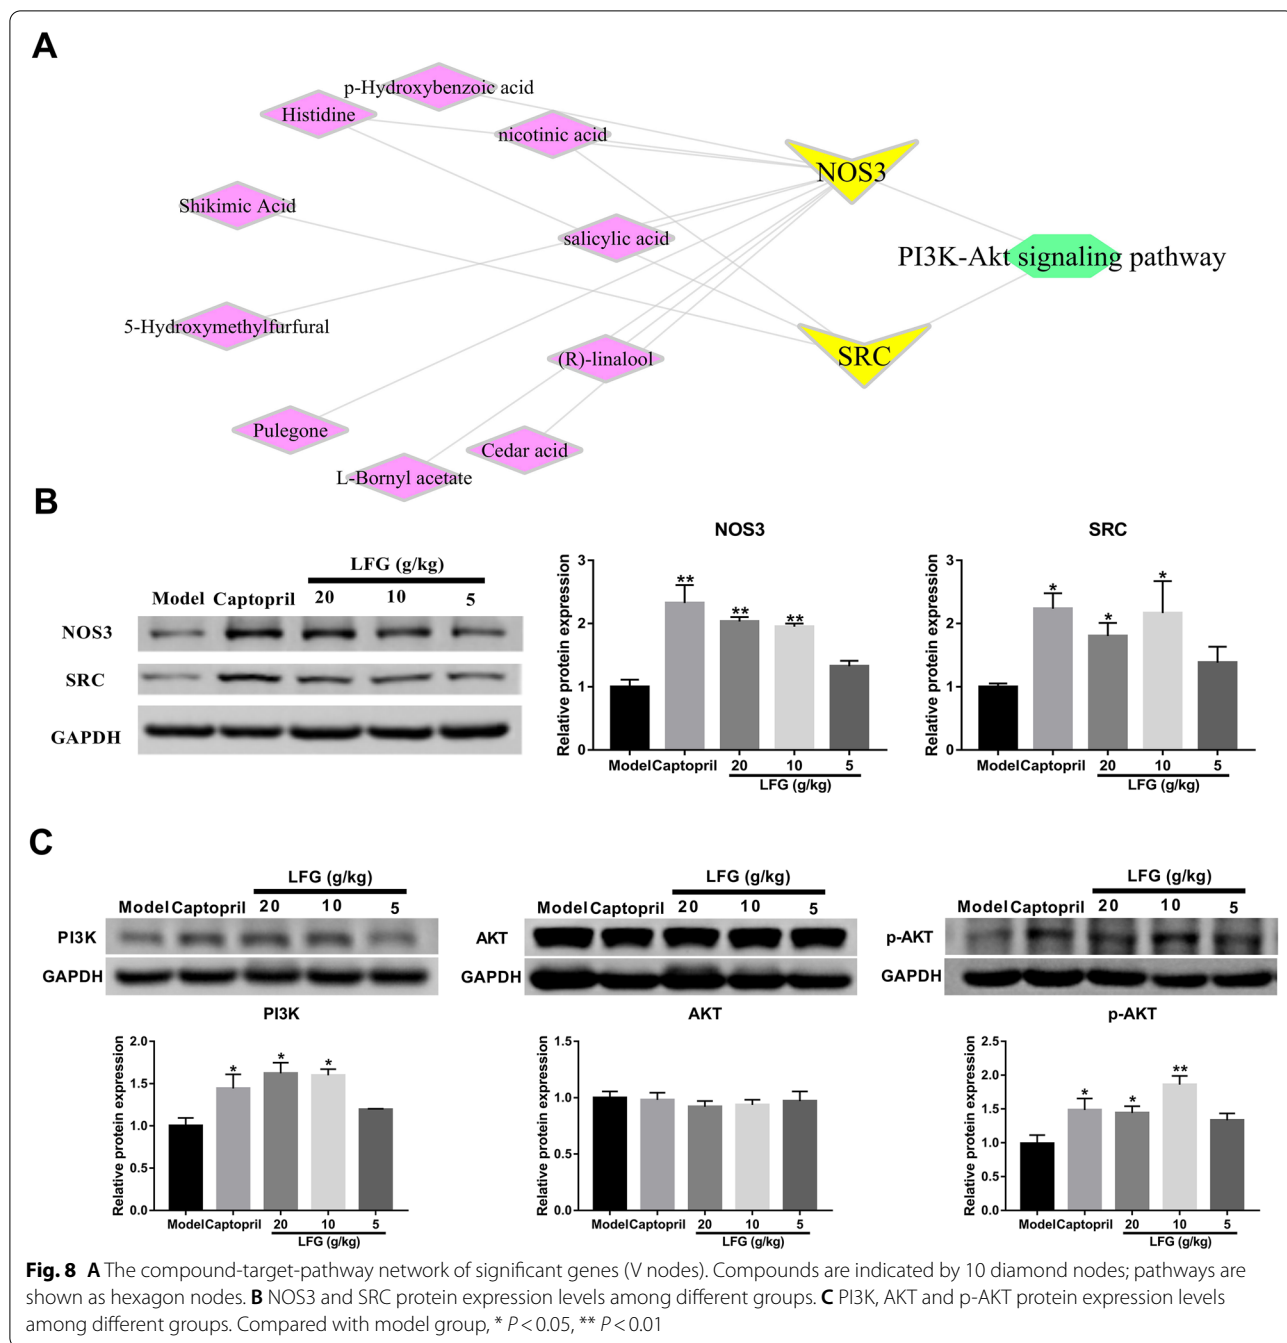 A
p-Hydroxybenzoic acid
Histidine
nicotinic acid
NOS3
Shikimic Acid
salicylic acid
PI3K-Akt signaling pathway
5-Hydroxymethylfurfural
(R)-linalool
SRC
Pulegone
Cedar acid
L-Bornyl acetate
B
LFG (g/kg)
Model Captopril 20 10 5
NOS3
SRC
GAPDH
NOS3
Relative protein expression
3
2
1
0
** ** **
Model Captopril 20 10 5
LFG (g/kg)
SRC
Relative protein expression
3
2
1
0
* * *
Model Captopril 20 10 5
LFG (g/kg)
C
LFG (g/kg)
Model Captopril 20 10 5
PI3K
GAPDH
LFG (g/kg)
Model Captopril 20 10 5
AKT
GAPDH
LFG (g/kg)
Model Captopril 20 10 5
p-AKT
GAPDH
PI3K
Relative protein expression
2.0
1.5
1.0
0.5
0.0
* * *
Model Captopril 20 10 5
LFG (g/kg)
AKT
Relative protein expression
1.5
1.0
0.5
0.0
Model Captopril 20 10 5
LFG (g/kg)
p-AKT
Relative protein expression
2.5
2.0
1.5
1.0
0.5
0.0
* * **
Model Captopril 20 10 5
LFG (g/kg)
Fig. 8 A The compound-target-pathway network of significant genes (V nodes). Compounds are indicated by 10 diamond nodes; pathways are
shown as hexagon nodes. B NOS3 and SRC protein expression levels among different groups. C PI3K, AKT and p-AKT protein expression levels
among different groups. Compared with model group, * P < 0.05, ** P < 0.01